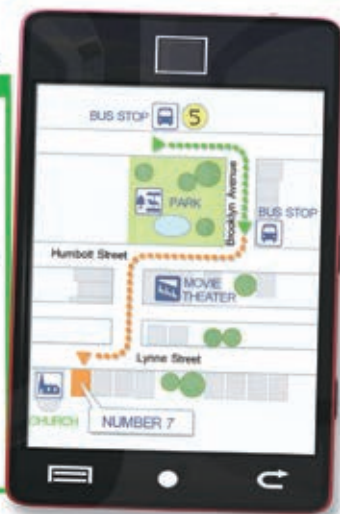 BUS STOP 5
PARK
Brooklyn Avenue
BUS STOP
Humbolt Street
MOVIE
THEATER
Lynne Street
CHURCH
NUMBER 7